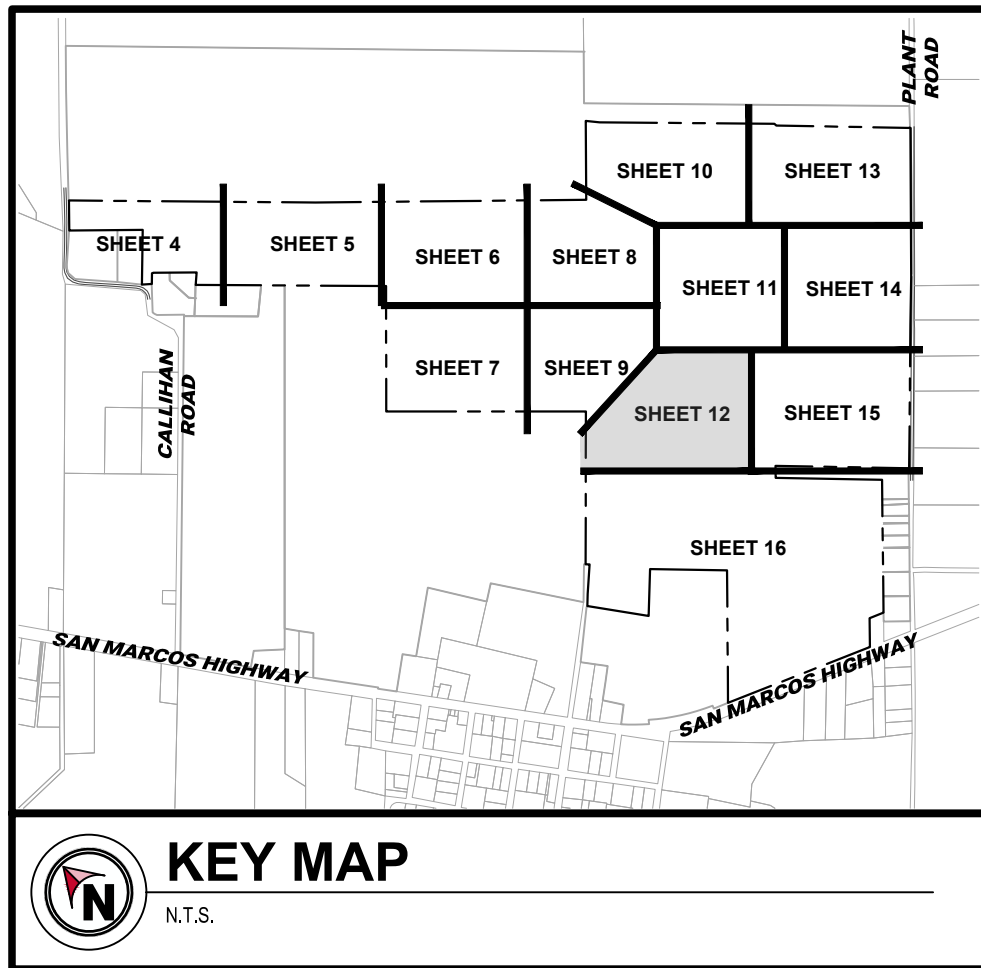 PLANT
ROAD
SHEET 10
SHEET 13
SHEET 4
SHEET 5
SHEET 6
SHEET 8
SHEET 11
SHEET 14
CALLIHAN
ROAD
SHEET 7
SHEET 9
SHEET 12
SHEET 15
SHEET 16
SAN MARCOS HIGHWAY
SAN MARCOS HIGHWAY
N
KEY MAP
N.T.S.